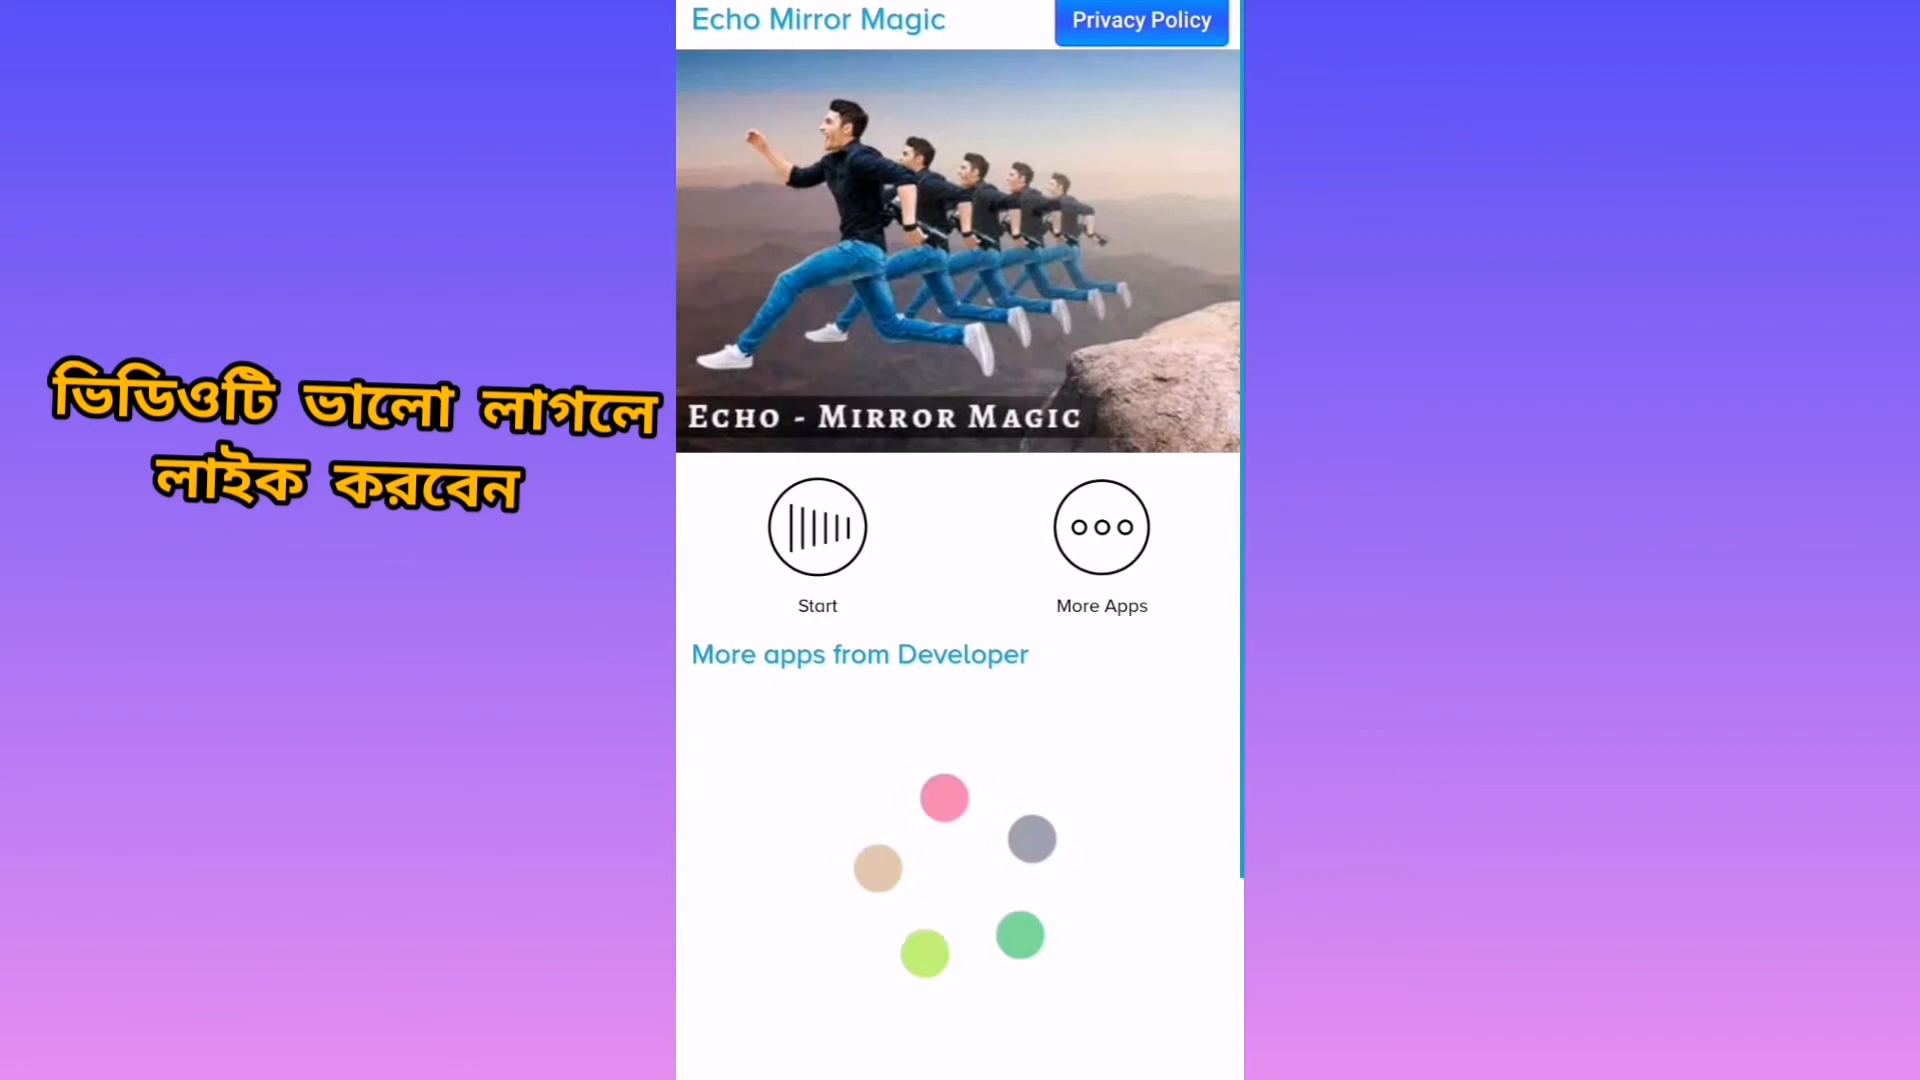 Echo Mirror Magic
Privacy Policy
ECHO - MIRROR MAGIC
ভিডিওটি ভালো লাগলে
লাইক করবেন
Start
More Apps
More apps from Developer